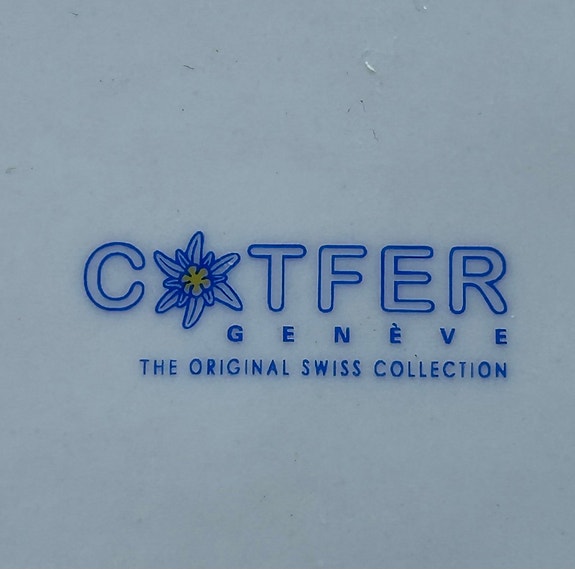 COTFER
GENÈVE
THE ORIGINAL SWISS COLLECTION